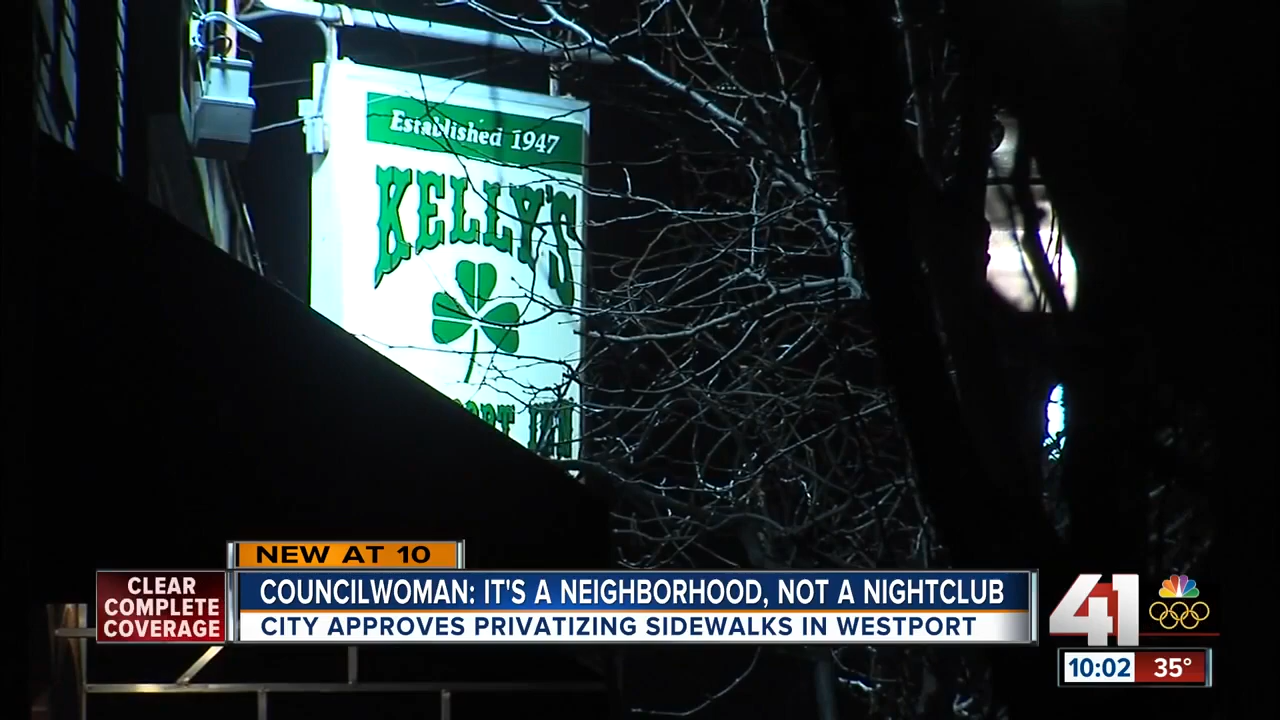 Established 1947
KELLY'S
NEW AT 10
CLEAR
COMPLETE
COVERAGE
COUNCILWOMAN: IT'S A NEIGHBORHOOD, NOT A NIGHTCLUB
CITY APPROVES PRIVATIZING SIDEWALKS IN WESTPORT
41
10:02 35°